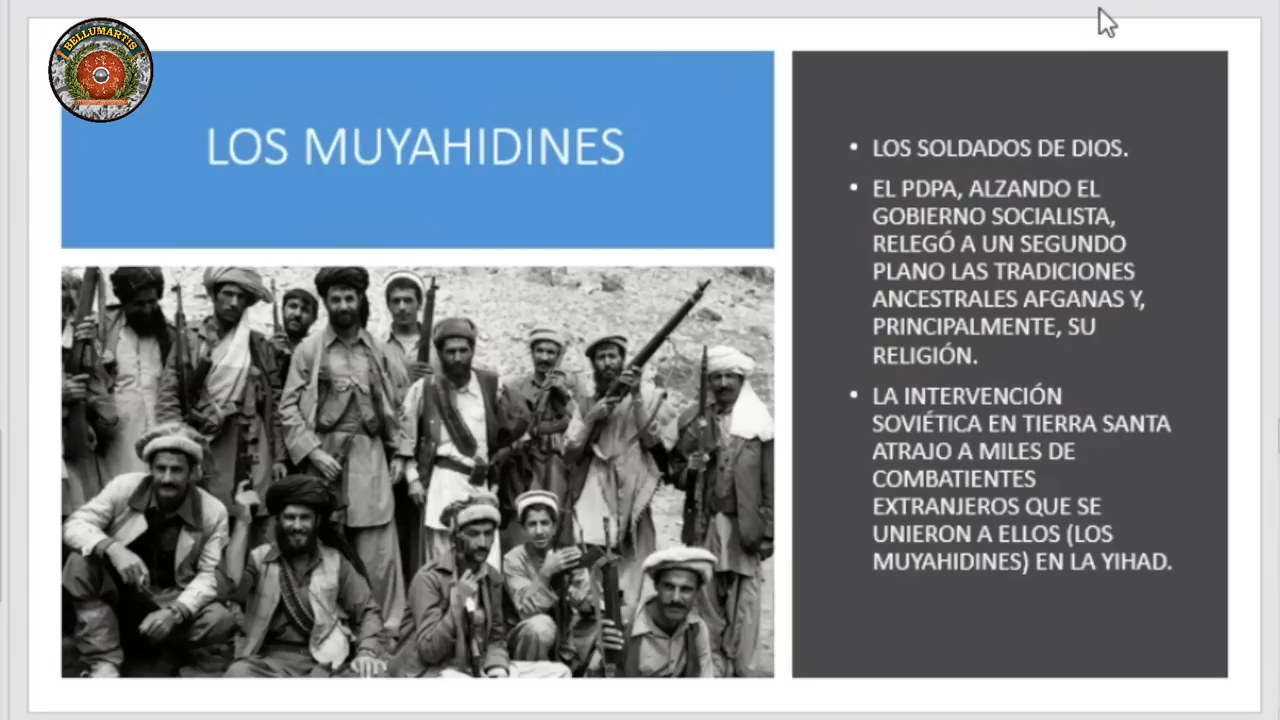 BELLUMARTIS
LOS MUYAHIDINES
• LOS SOLDADOS DE DIOS.
• EL PDPA, ALZANDO EL
GOBIERNO SOCIALISTA,
RELEGÓ A UN SEGUNDO
PLANO LAS TRADICIONES
ANCESTRALES AFGANAS Y,
PRINCIPALMENTE, SU
RELIGIÓN.
• LA INTERVENCIÓN
SOVIÉTICA EN TIERRA SANTA
ATRAJO A MILES DE
COMBATIENTES
EXTRANJEROS QUE SE
UNIERON A ELLOS (LOS
MUYAHIDINES) EN LA YIHAD.